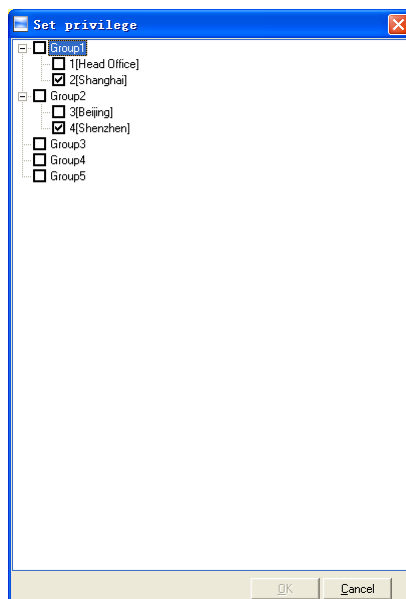 Set privilege
Group1
1[Head Office]
2[Shanghai]
Group2
3[Beijing]
4[Shenzhen]
Group3
Group4
Group5
OK Cancel